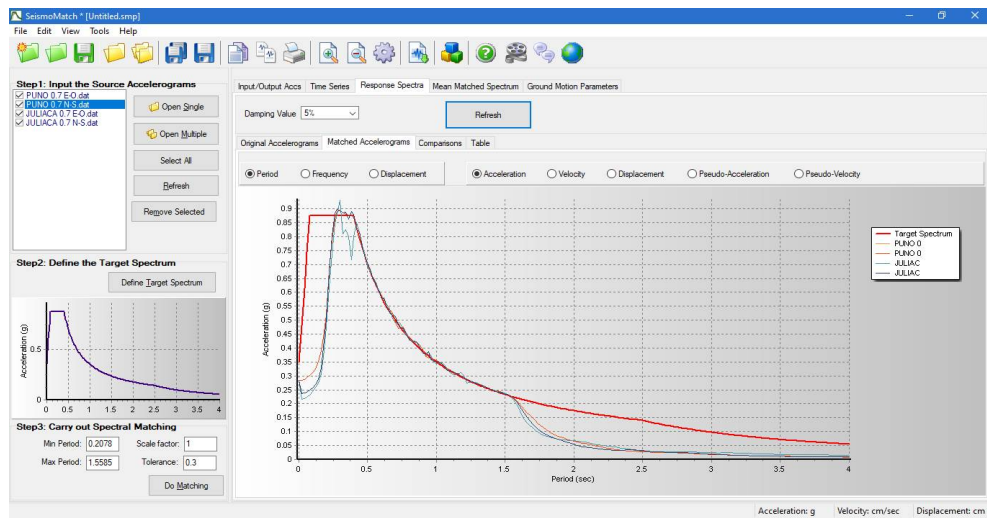 SeismoMatch * [Untitled.smp]
File Edit View Tools Help
Step1: Input the Source Accelerograms
PUNO 0.7 E-O.dat
PUNO 0.7 N-S.dat
JULIACA 0.7 E-O.dat
JULIACA 0.7 N-S.dat
Open Single
Open Multiple
Select All
Refresh
Remove Selected
Step2: Define the Target Spectrum
Define Target Spectrum
Acceleration (g)
0.5
0
0 0.5 1 1.5 2 2.5 3 3.5 4
Step3: Carry out Spectral Matching
Min Period: 0.2078 Scale factor: 1
Max Period: 1.5585 Tolerance: 0.3
Do Matching
Input/Output Accs Time Series Response Spectra Mean Matched Spectrum Ground Motion Parameters
Damping Value 5% Refresh
Original Accelerograms Matched Accelerograms Comparisons Table
Period Frequency Displacement Acceleration Velocity Displacement Pseudo-Acceleration Pseudo-Velocity
0.9
0.85
0.8
0.75
0.7
0.65
0.6
0.55
0.5
0.45
0.4
0.35
0.3
0.25
0.2
0.15
0.1
0.05
0
Acceleration (g)
0 0.5 1 1.5 2 2.5 3 3.5 4
Period (sec)
Target Spectrum
PUNO 0
PUNO 0
JULIAC
JULIAC
Acceleration: g Velocity: cm/sec Displacement: cm